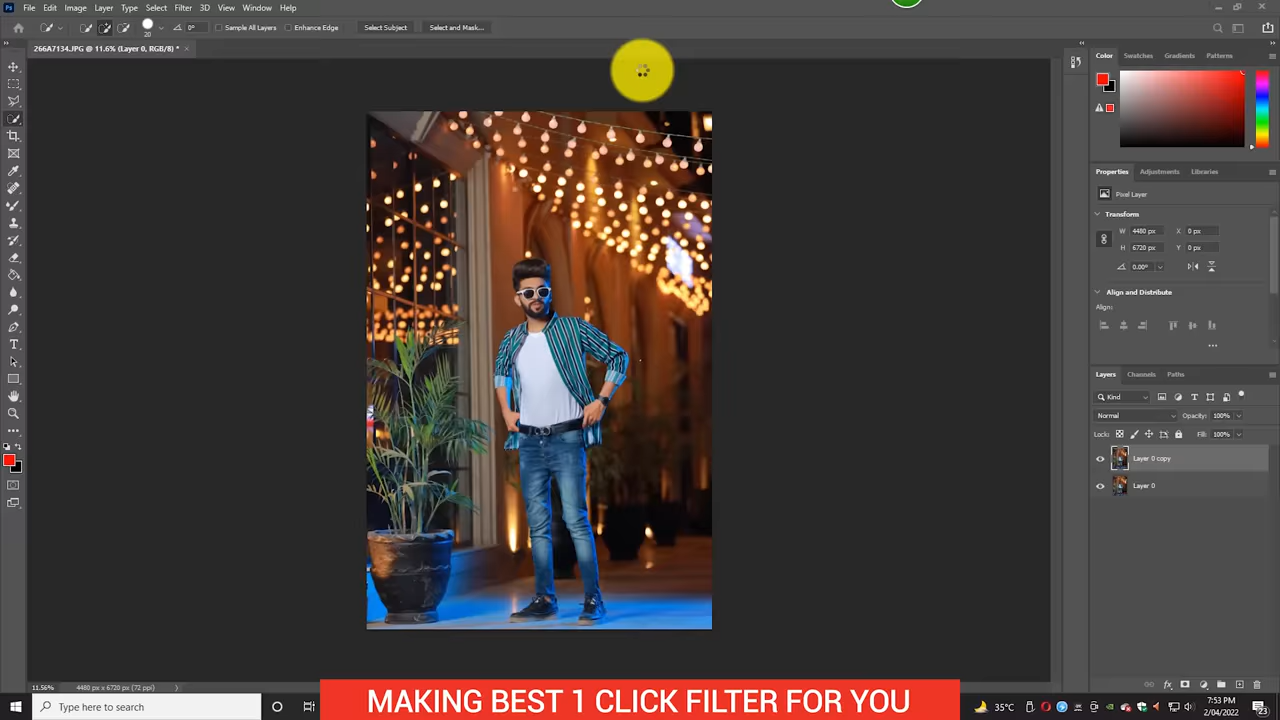 File Edit Image Layer Type Select Filter 3D View Window Help
20 0° Sample All Layers Enhance Edge Select Subject Select and Mask...
266A7134.JPG @ 11.6% (Layer 0, RGB/8) * ×
Color Swatches Gradients Patterns
Properties Adjustments Libraries
Pixel Layer
Transform
W 4480 px X 0 px
H 6720 px Y 0 px
0.00°
Align and Distribute
Align:
...
Layers Channels Paths
Kind
Normal Opacity: 100%
Lock: Fill: 100%
Layer 0 copy
Layer 0
11.56% 4480 px x 6720 px (72 ppi)
MAKING BEST 1 CLICK FILTER FOR YOU
Type here to search
35°C
7:53 PM
2/04/2022